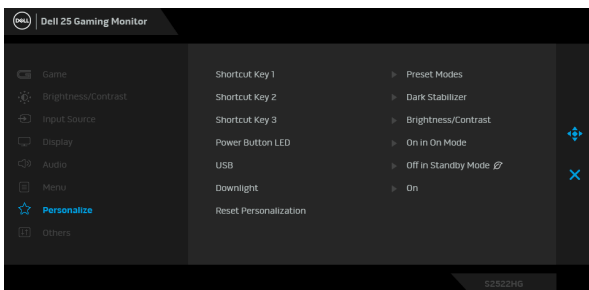 DELL Dell 25 Gaming Monitor
Game
Brightness/Contrast
Input Source
Display
Audio
Menu
Personalize
Others
Shortcut Key 1 Preset Modes
Shortcut Key 2 Dark Stabilizer
Shortcut Key 3 Brightness/Contrast
Power Button LED On in On Mode
USB Off in Standby Mode
Downlight On
Reset Personalization
S2522HG